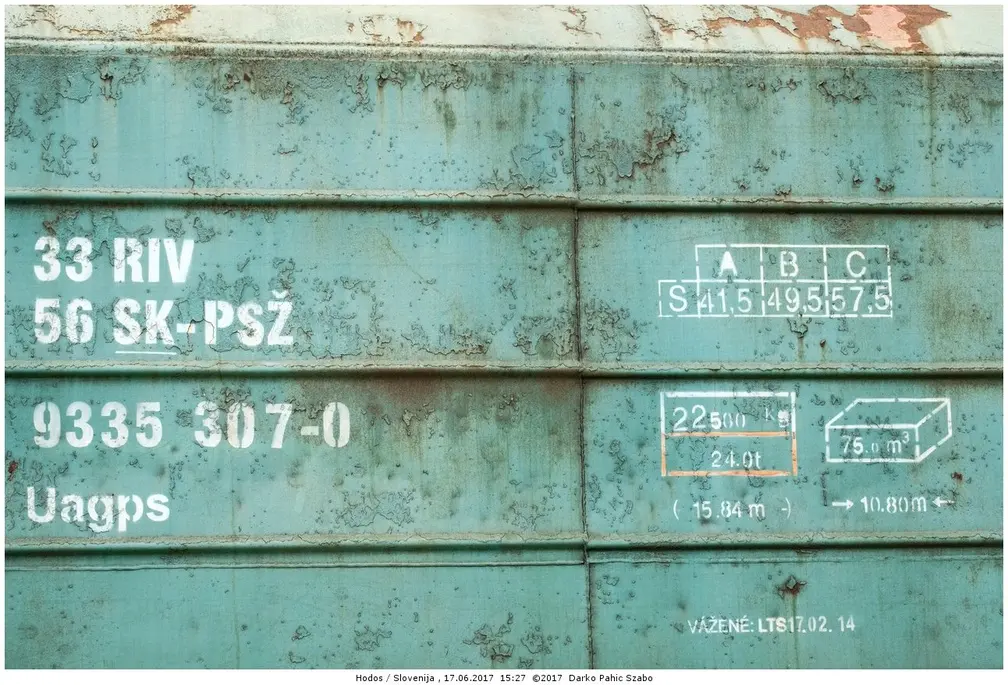 33 RIV
56 SK-PSŽ
9335 307-0
Uagps
A B C
S 41,5 49,5 57,5
22500 kg
24.0t
75.0 m³
( 15.84 m -)
10.80m
VÁŽENÉ: LTS17.02. 14
Hodos / Slovenija , 17.06.2017 15:27 ©2017 Darko Pahic Szabo